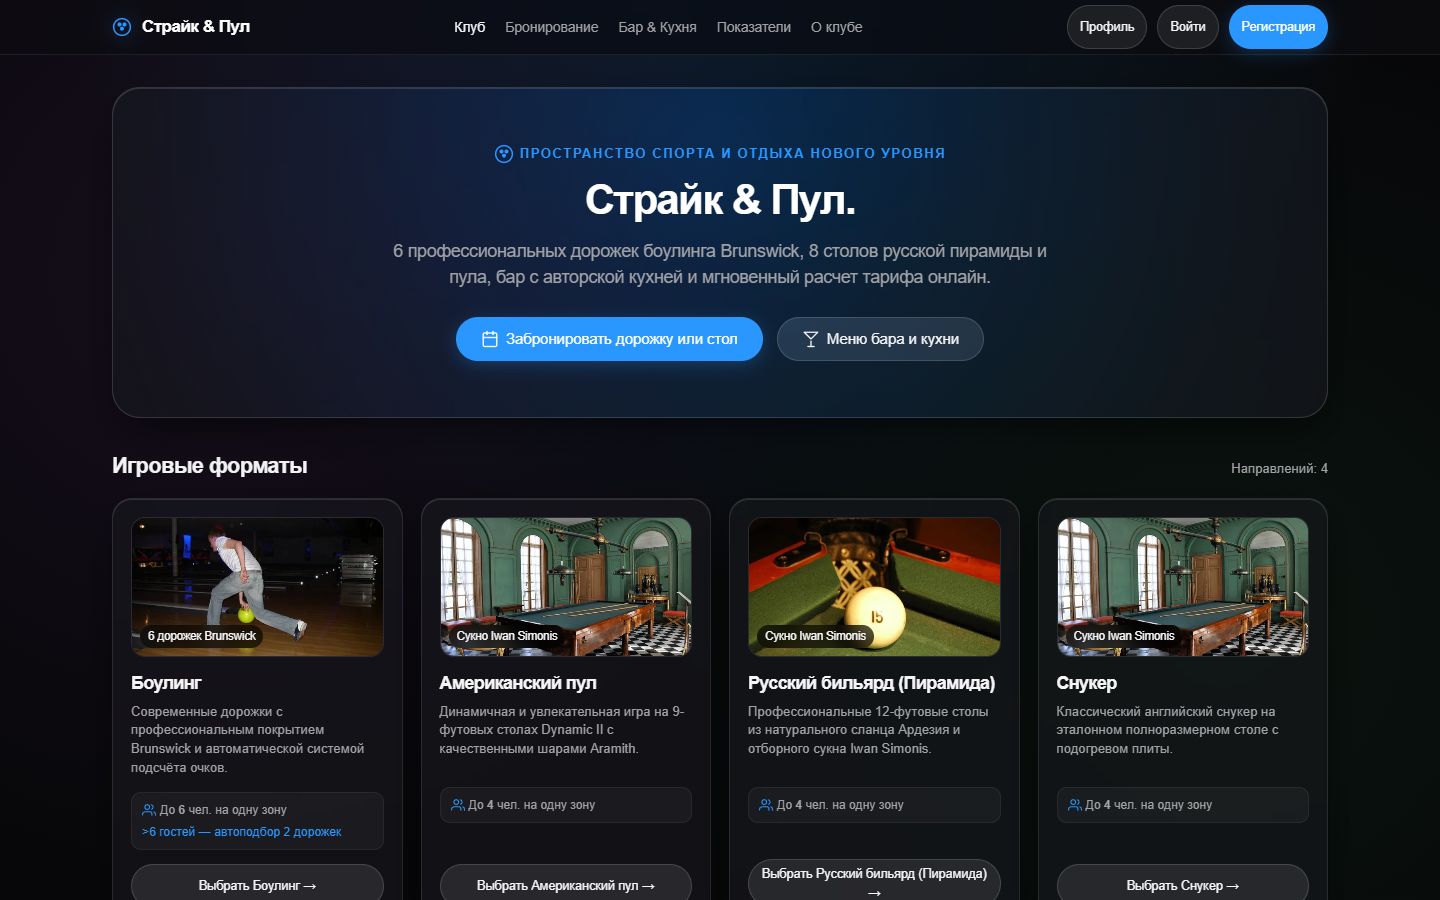 Страйк & Пул
Клуб
Бронирование
Бар & Кухня
Показатели
О клубе
Профиль
Войти
Регистрация
ПРОСТРАНСТВО СПОРТА И ОТДЫХА НОВОГО УРОВНЯ
Страйк & Пул.
6 профессиональных дорожек боулинга Brunswick, 8 столов русской пирамиды и
пула, бар с авторской кухней и мгновенный расчет тарифа онлайн.
Забронировать дорожку или стол
Меню бара и кухни
Игровые форматы
Направлений: 4
6 дорожек Brunswick
Боулинг
Современные дорожки с
профессиональным покрытием
Brunswick и автоматической системой
подсчёта очков.
До 6 чел. на одну зону
>6 гостей — автоподбор 2 дорожек
Выбрать Боулинг →
Сукно Iwan Simonis
Американский пул
Динамичная и увлекательная игра на 9-
футовых столах Dynamic II с
качественными шарами Aramith.
До 4 чел. на одну зону
Выбрать Американский пул →
15
Сукно Iwan Simonis
Русский бильярд (Пирамида)
Профессиональные 12-футовые столы
из натурального сланца Ардезия и
отборного сукна Iwan Simonis.
До 4 чел. на одну зону
Выбрать Русский бильярд (Пирамида)
→
Сукно Iwan Simonis
Снукер
Классический английский снукер на
эталонном полноразмерном столе с
подогревом плиты.
До 4 чел. на одну зону
Выбрать Снукер →